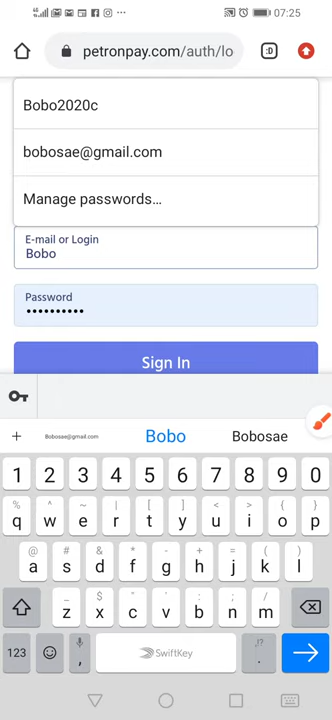 07:25
petronpay.com/auth/lo
:D
Bobo2020c
bobosae@gmail.com
Manage passwords...
E-mail or Login
Bobo
Password
••••••••••
Sign In
Bobosae@gmail.com Bobo Bobosae
1 2 3 4 5 6 7 8 9 0
% ^ ~ | [ ] < > { }
q w e r t y u i o p
@ # & * - + = ( )
a s d f g h j k l
_ $ " ' : ; /
z x c v b n m
123 , SwiftKey ,!? .